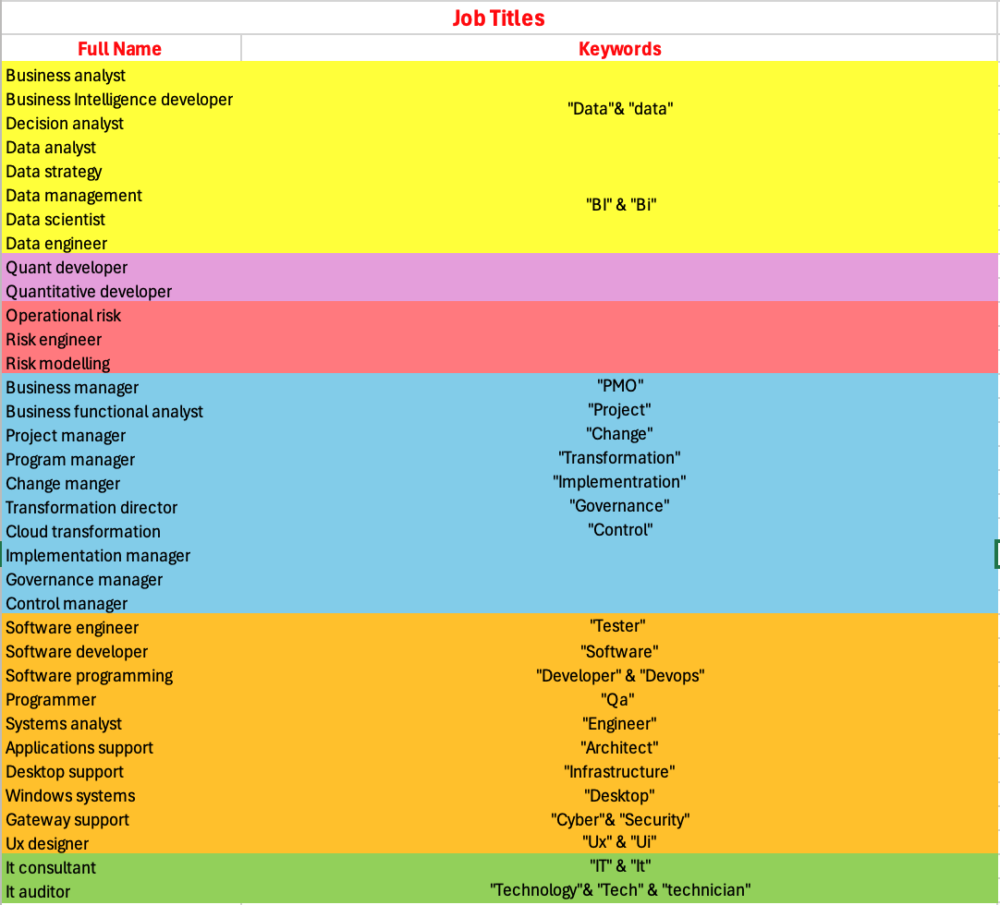 Job Titles
Full Name Keywords
Business analyst
Business Intelligence developer
"Data"& "data"
Decision analyst
Data analyst
Data strategy
Data management
"BI" & "Bi"
Data scientist
Data engineer
Quant developer
Quantitative developer
Operational risk
Risk engineer
Risk modelling
Business manager "PMO"
Business functional analyst "Project"
Project manager "Change"
Program manager "Transformation"
Change manger "Implementration"
Transformation director "Governance"
Cloud transformation "Control"
Implementation manager
Governance manager
Control manager
Software engineer "Tester"
Software developer "Software"
Software programming "Developer" & "Devops"
Programmer "Qa"
Systems analyst "Engineer"
Applications support "Architect"
Desktop support "Infrastructure"
Windows systems "Desktop"
Gateway support "Cyber"& "Security"
Ux designer "Ux" & "Ui"
It consultant "IT" & "It"
It auditor "Technology"& "Tech" & "technician"